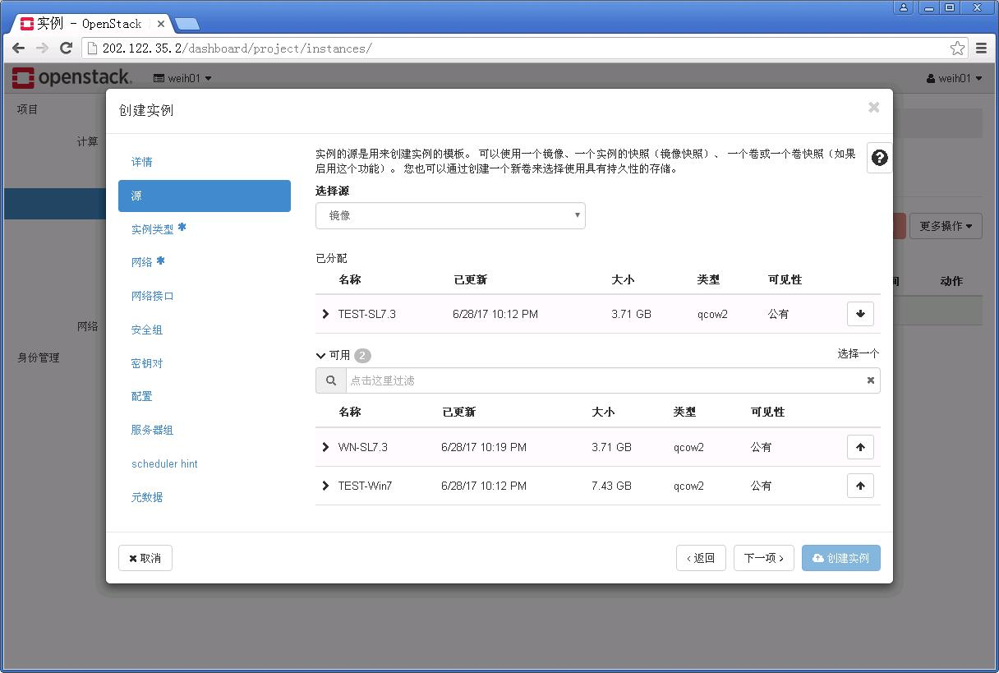 实例 - OpenStack
202.122.35.2/dashboard/project/instances/
openstack. weih01 weih01
项目
计算
网络
身份管理
更多操作
间 动作
创建实例
详情
源
实例类型 *
网络 *
网络接口
安全组
密钥对
配置
服务器组
scheduler hint
元数据
实例的源是用来创建实例的模板。 可以使用一个镜像、一个实例的快照（镜像快照）、 一个卷或一个卷快照（如果
启用这个功能）。 您也可以通过创建一个新卷来选择使用具有持久性的存储。
选择源
镜像
已分配
名称 已更新 大小 类型 可见性
TEST-SL7.3 6/28/17 10:12 PM 3.71 GB qcow2 公有
可用 2 选择一个
点击这里过滤
名称 已更新 大小 类型 可见性
WN-SL7.3 6/28/17 10:19 PM 3.71 GB qcow2 公有
TEST-Win7 6/28/17 10:12 PM 7.43 GB qcow2 公有
取消 返回 下一项 创建实例